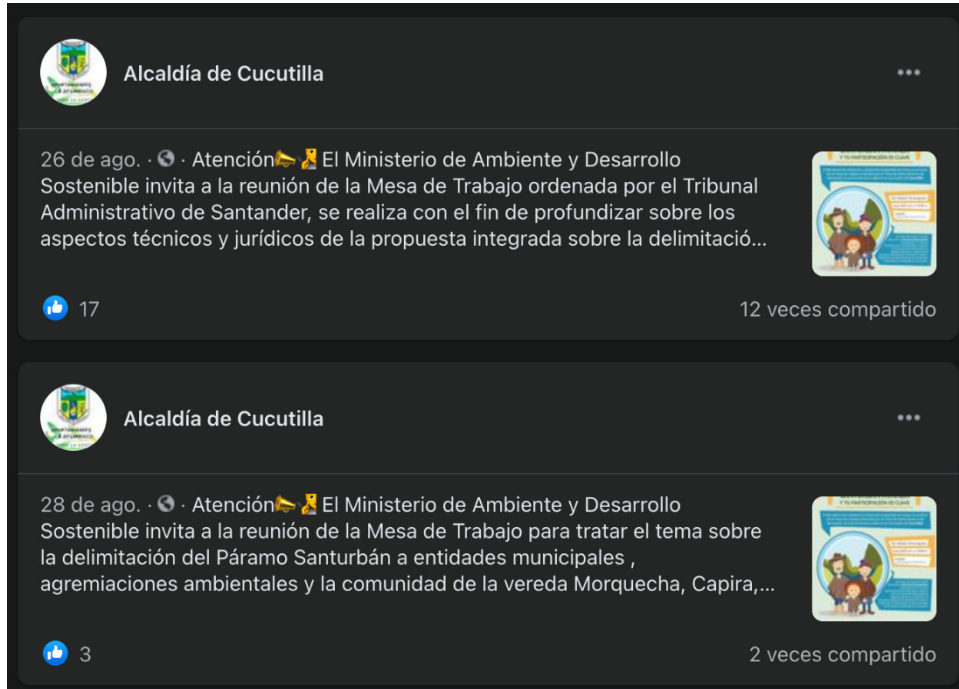 Alcaldía de Cucutilla
26 de ago. · Atención El Ministerio de Ambiente y Desarrollo
Sostenible invita a la reunión de la Mesa de Trabajo ordenada por el Tribunal
Administrativo de Santander, se realiza con el fin de profundizar sobre los
aspectos técnicos y jurídicos de la propuesta integrada sobre la delimitació...
17
12 veces compartido
Alcaldía de Cucutilla
28 de ago. · Atención El Ministerio de Ambiente y Desarrollo
Sostenible invita a la reunión de la Mesa de Trabajo para tratar el tema sobre
la delimitación del Páramo Santurbán a entidades municipales ,
agremiaciones ambientales y la comunidad de la vereda Morquecha, Capira,...
3
2 veces compartido